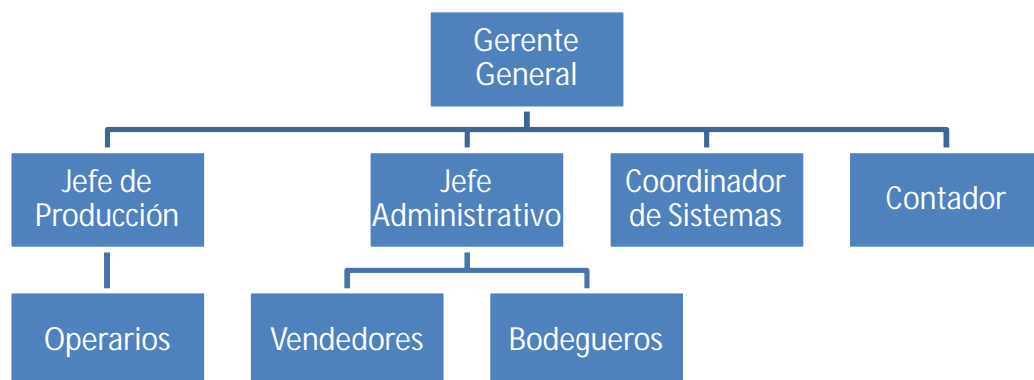 Gerente
General
Jefe de
Producción
Jefe
Administrativo
Coordinador
de Sistemas
Contador
Operarios
Vendedores
Bodegueros